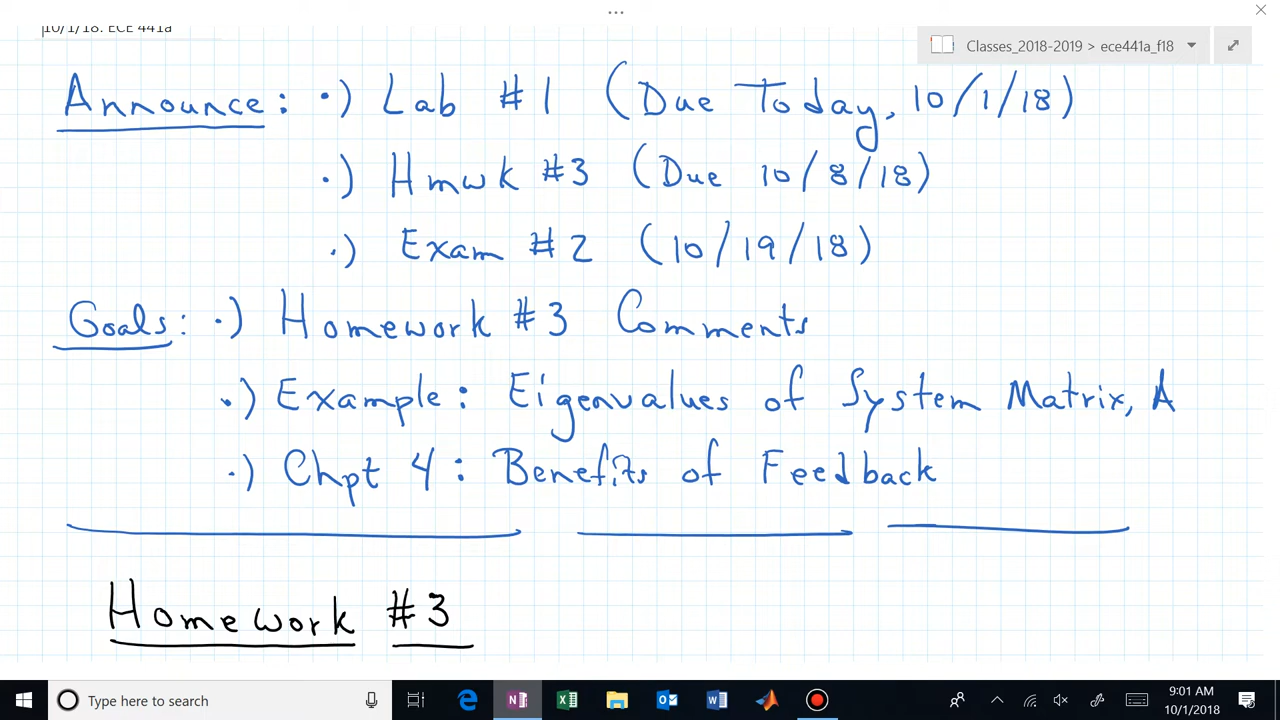 10/1/18: ECE 441a
Classes_2018-2019 > ece441a_f18
Announce: •) Lab #1 (Due Today, 10/1/18)
•) Hmwk #3 (Due 10/8/18)
•) Exam #2 (10/19/18)
Goals: •) Homework #3 Comments
•) Example: Eigenvalues of System Matrix, A
•) Chpt 4: Benefits of Feedback
Homework #3
Type here to search
9:01 AM
10/1/2018